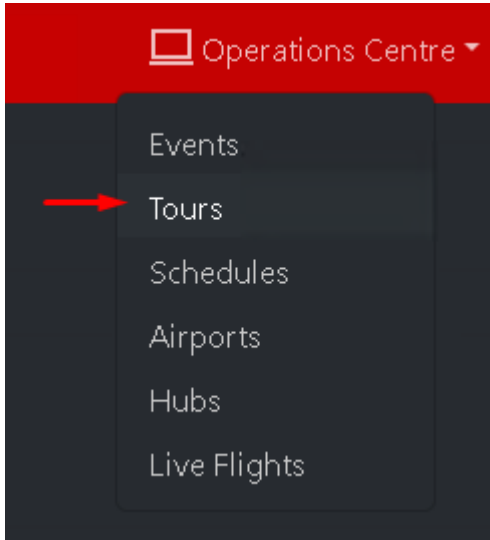 Operations Centre
Events
Tours
Schedules
Airports
Hubs
Live Flights